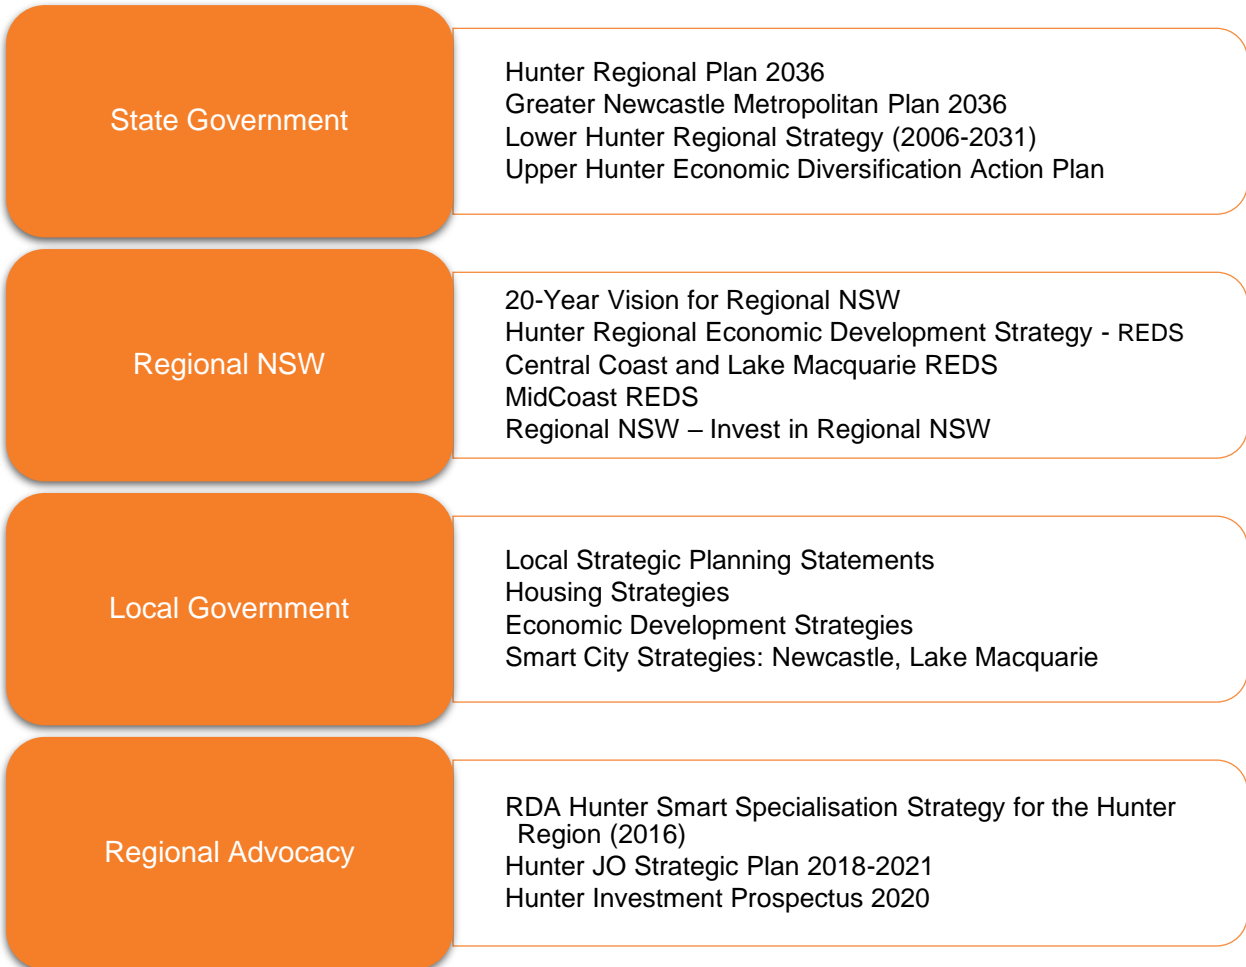 State Government
Hunter Regional Plan 2036
Greater Newcastle Metropolitan Plan 2036
Lower Hunter Regional Strategy (2006-2031)
Upper Hunter Economic Diversification Action Plan
Regional NSW
20-Year Vision for Regional NSW
Hunter Regional Economic Development Strategy - REDS
Central Coast and Lake Macquarie REDS
MidCoast REDS
Regional NSW – Invest in Regional NSW
Local Government
Local Strategic Planning Statements
Housing Strategies
Economic Development Strategies
Smart City Strategies: Newcastle, Lake Macquarie
Regional Advocacy
RDA Hunter Smart Specialisation Strategy for the Hunter
Region (2016)
Hunter JO Strategic Plan 2018-2021
Hunter Investment Prospectus 2020